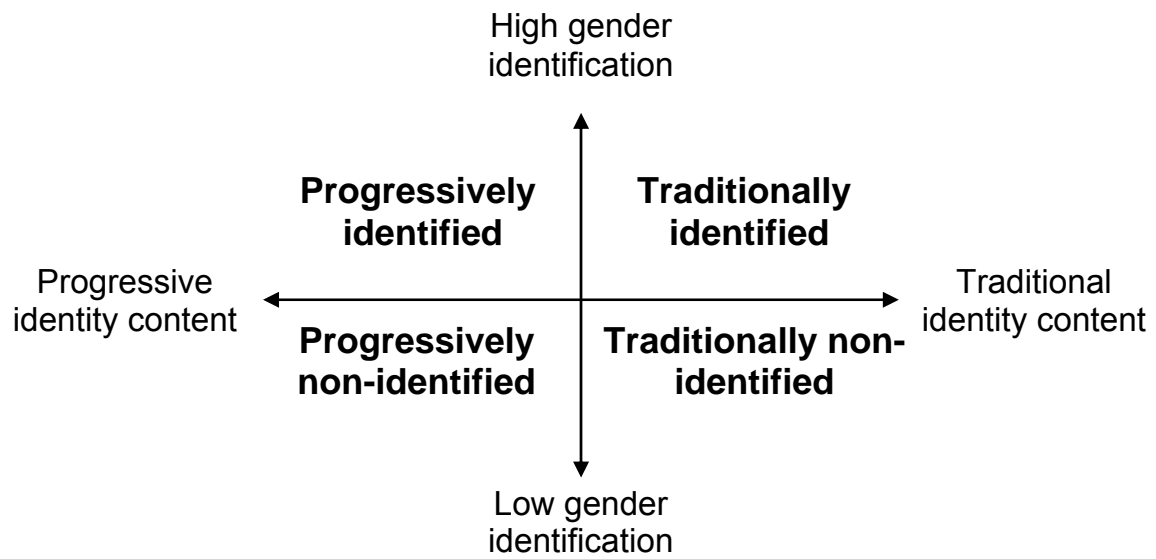 High gender
identification
Progressively
identified
Traditionally
identified
Progressive
identity content
Traditional
identity content
Progressively
non-identified
Traditionally non-
identified
Low gender
identification